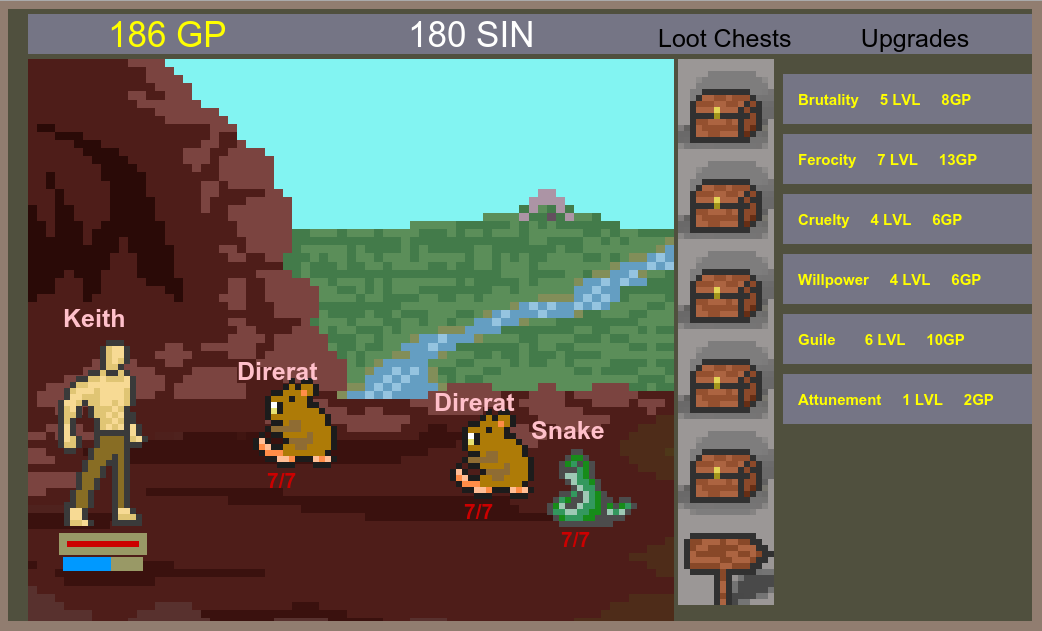 186 GP 180 SIN Loot Chests Upgrades
Brutality 5 LVL 8GP
Ferocity 7 LVL 13GP
Cruelty 4 LVL 6GP
Willpower 4 LVL 6GP
Guile 6 LVL 10GP
Attunement 1 LVL 2GP
Keith
Direrat
7/7
Direrat
7/7
Snake
7/7